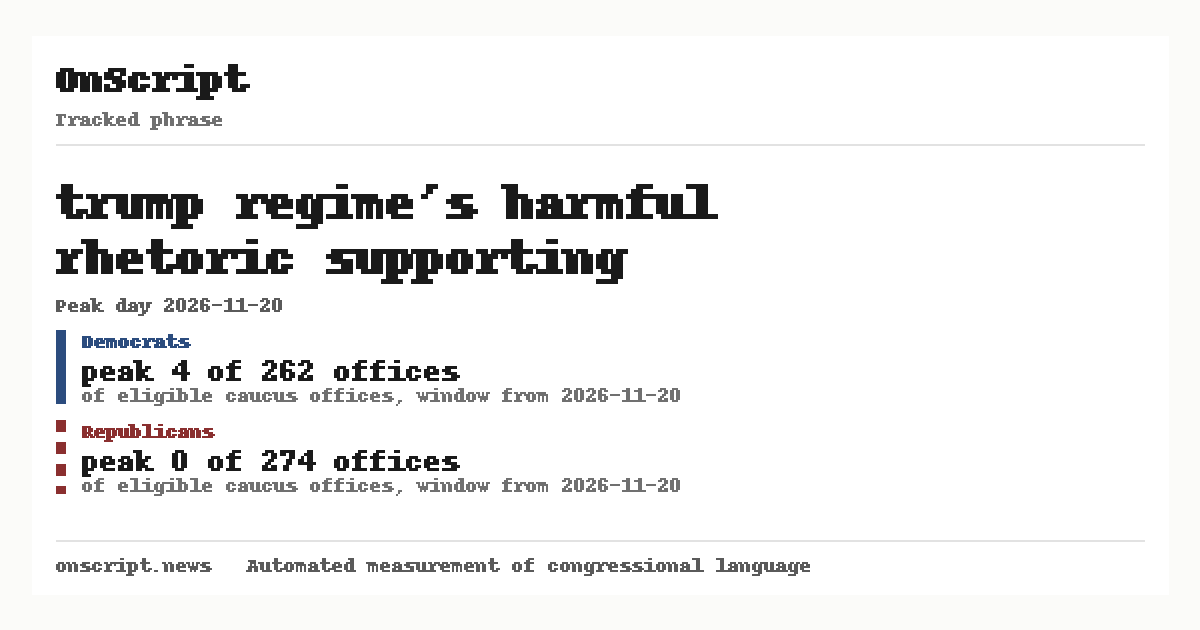 OnScript
Tracked phrase
trump regime's harmful
rhetoric supporting
Peak day 2026-11-20
Democrats
peak 4 of 262 offices
of eligible caucus offices, window from 2026-11-20
Republicans
peak 0 of 274 offices
of eligible caucus offices, window from 2026-11-20
onscript.news Automated measurement of congressional language